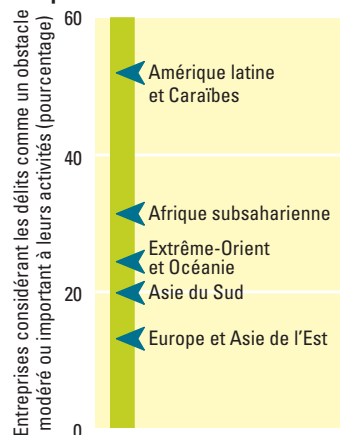 Entreprises considérant les délits comme un obstacle
modéré ou important à leurs activités (pourcentage)
60
Amérique latine
et Caraïbes
40
Afrique subsaharienne
Extrême-Orient
et Océanie
20
Asie du Sud
Europe et Asie de l'Est
0